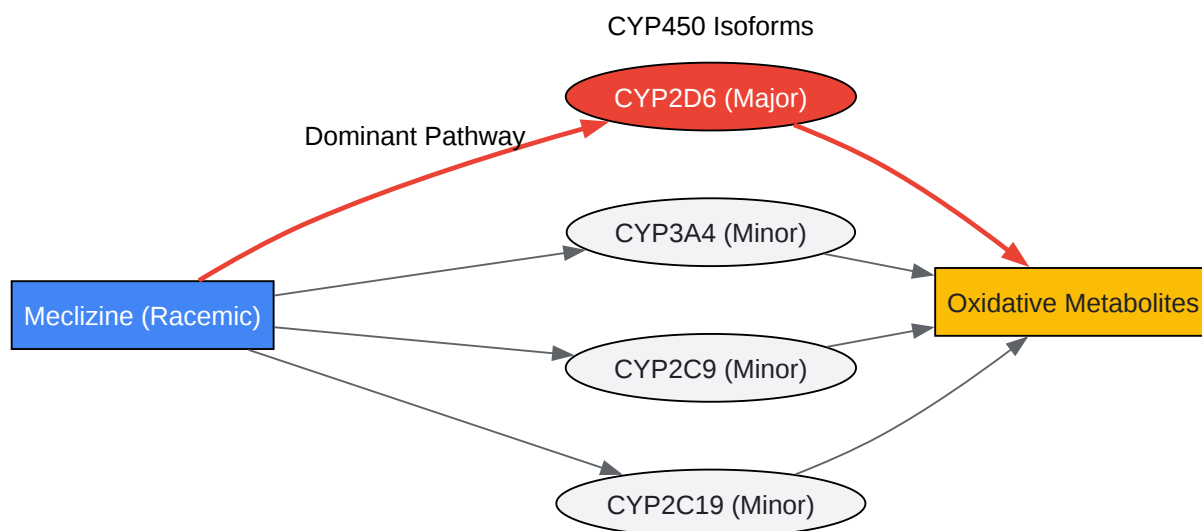 CYP450 Isoforms
CYP2D6 (Major)
Dominant Pathway
CYP3A4 (Minor)
Meclizine (Racemic)
Oxidative Metabolites
CYP2C9 (Minor)
CYP2C19 (Minor)